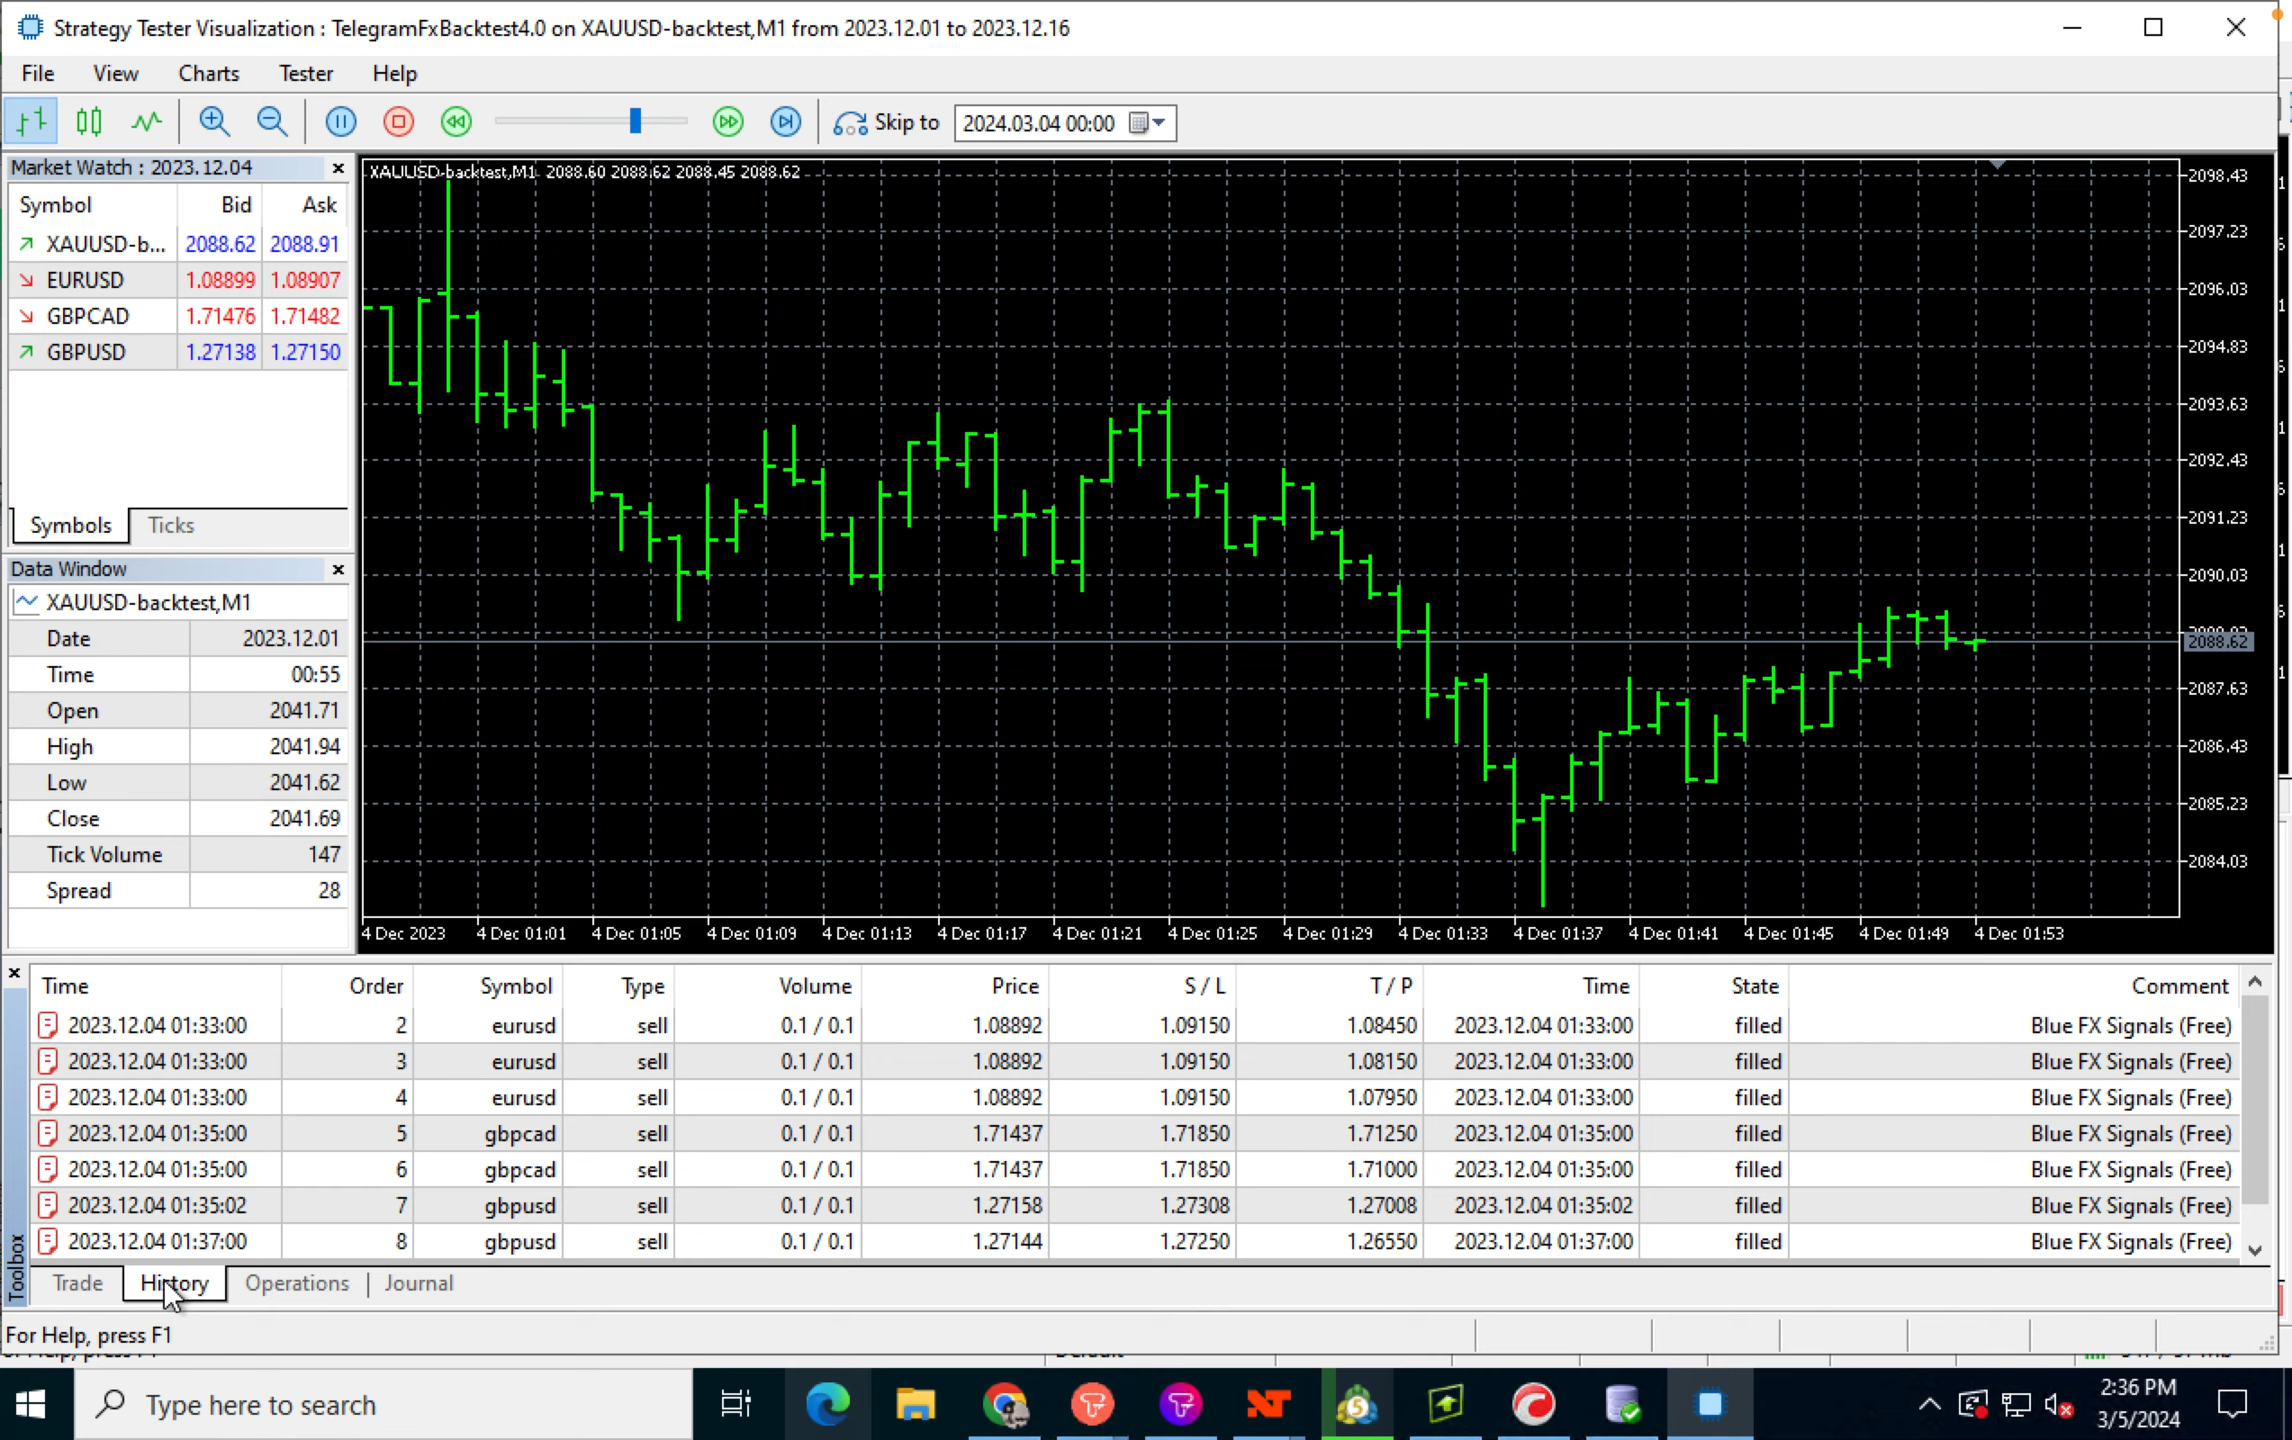 Strategy Tester Visualization : TelegramFxBacktest4.0 on XAUUSD-backtest,M1 from 2023.12.01 to 2023.12.16
File View Charts Tester Help
Skip to 2024.03.04 00:00
Market Watch : 2023.12.04
Symbol Bid Ask
XAUUSD-b... 2088.62 2088.91
EURUSD 1.08899 1.08907
GBPCAD 1.71476 1.71482
GBPUSD 1.27138 1.27150
Symbols Ticks
Data Window
XAUUSD-backtest,M1
Date 2023.12.01
Time 00:55
Open 2041.71
High 2041.94
Low 2041.62
Close 2041.69
Tick Volume 147
Spread 28
XAUUSD-backtest,M1 2088.60 2088.62 2088.45 2088.62
2098.43
2097.23
2096.03
2094.83
2093.63
2092.43
2091.23
2090.03
2088.62
2087.63
2086.43
2085.23
2084.03
4 Dec 2023 4 Dec 01:01 4 Dec 01:05 4 Dec 01:09 4 Dec 01:13 4 Dec 01:17 4 Dec 01:21 4 Dec 01:25 4 Dec 01:29 4 Dec 01:33 4 Dec 01:37 4 Dec 01:41 4 Dec 01:45 4 Dec 01:49 4 Dec 01:53
Time Order Symbol Type Volume Price S / L T / P Time State Comment
2023.12.04 01:33:00 2 eurusd sell 0.1 / 0.1 1.08892 1.09150 1.08450 2023.12.04 01:33:00 filled Blue FX Signals (Free)
2023.12.04 01:33:00 3 eurusd sell 0.1 / 0.1 1.08892 1.09150 1.08150 2023.12.04 01:33:00 filled Blue FX Signals (Free)
2023.12.04 01:33:00 4 eurusd sell 0.1 / 0.1 1.08892 1.09150 1.07950 2023.12.04 01:33:00 filled Blue FX Signals (Free)
2023.12.04 01:35:00 5 gbpcad sell 0.1 / 0.1 1.71437 1.71850 1.71250 2023.12.04 01:35:00 filled Blue FX Signals (Free)
2023.12.04 01:35:00 6 gbpcad sell 0.1 / 0.1 1.71437 1.71850 1.71000 2023.12.04 01:35:00 filled Blue FX Signals (Free)
2023.12.04 01:35:02 7 gbpusd sell 0.1 / 0.1 1.27158 1.27308 1.27008 2023.12.04 01:35:02 filled Blue FX Signals (Free)
2023.12.04 01:37:00 8 gbpusd sell 0.1 / 0.1 1.27144 1.27250 1.26550 2023.12.04 01:37:00 filled Blue FX Signals (Free)
Toolbox
Trade History Operations Journal
For Help, press F1
Type here to search
2:36 PM
3/5/2024